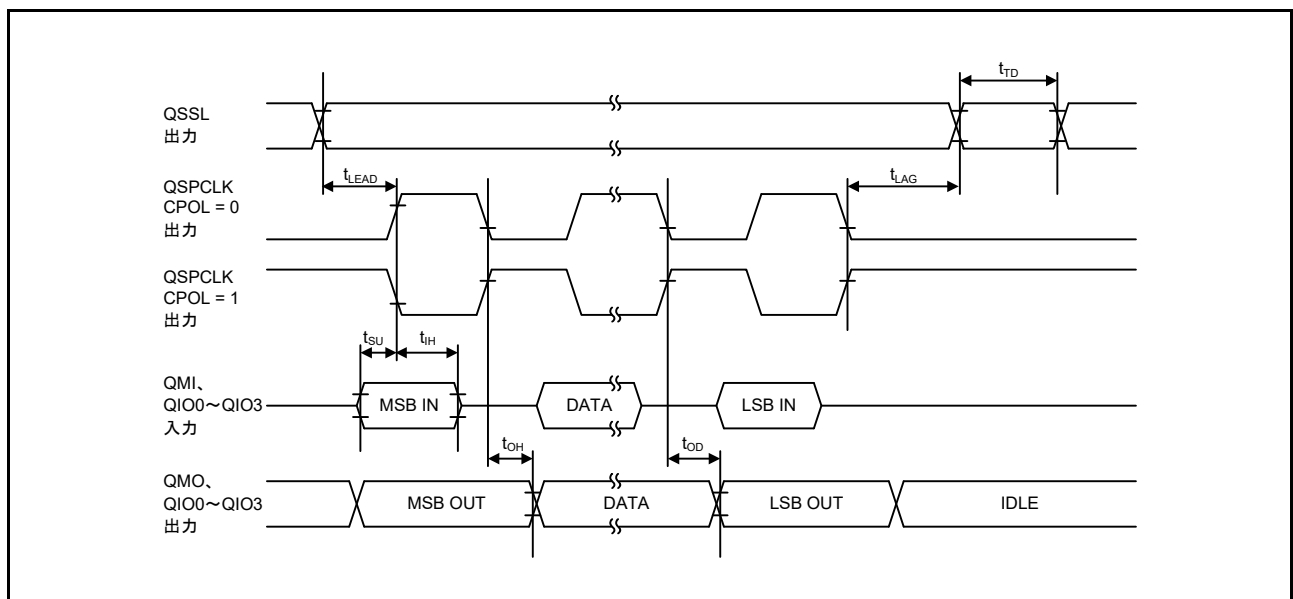 tTD
QSSL
出力
tLEAD
tLAG
QSPCLK
CPOL = 0
出力
QSPCLK
CPOL = 1
出力
tSU
tIH
QMI、
QIO0～QIO3
入力
MSB IN
DATA
LSB IN
tOH
tOD
QMO、
QIO0～QIO3
出力
MSB OUT
DATA
LSB OUT
IDLE